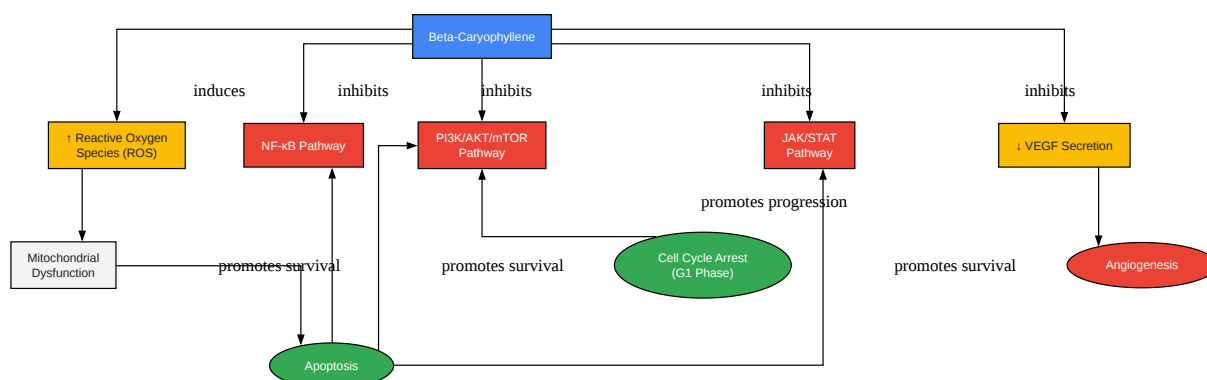 Beta-Caryophyllene
induces
inhibits
inhibits
inhibits
inhibits
↑ Reactive Oxygen
Species (ROS)
NF-κB Pathway
PI3K/AKT/mTOR
Pathway
JAK/STAT
Pathway
↓ VEGF Secretion
promotes progression
Mitochondrial
Dysfunction
promotes survival
promotes survival
Cell Cycle Arrest
(G1 Phase)
promotes survival
Angiogenesis
Apoptosis